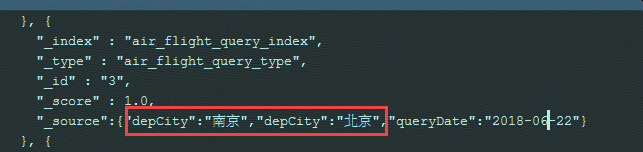 }, {
"_index" : "air_flight_query_index",
"_type" : "air_flight_query_type",
"_id" : "3",
"_score" : 1.0,
"_source":{"depCity":"南京","depCity":"北京","queryDate":"2018-06-22"}
}, {